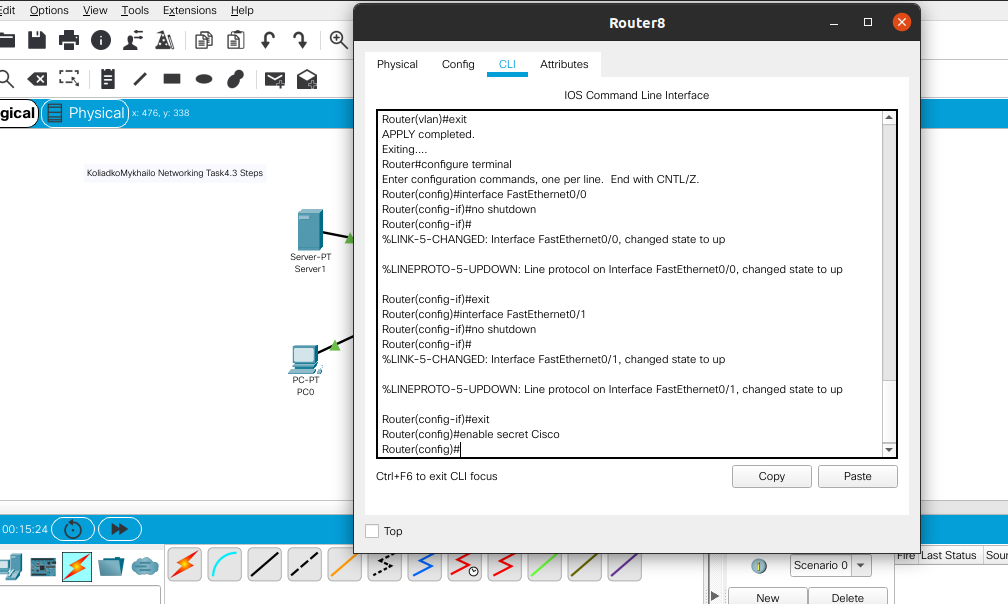 Edit Options View Tools Extensions Help
Router8
Physical Config CLI Attributes
gical Physical x: 476, y: 338
IOS Command Line Interface
KoliadkoMykhailo Networking Task4.3 Steps
Server-PT
Server1
PC-PT
PC0
Router(vlan)#exit
APPLY completed.
Exiting....
Router#configure terminal
Enter configuration commands, one per line. End with CNTL/Z.
Router(config)#interface FastEthernet0/0
Router(config-if)#no shutdown
Router(config-if)#
%LINK-5-CHANGED: Interface FastEthernet0/0, changed state to up
%LINEPROTO-5-UPDOWN: Line protocol on Interface FastEthernet0/0, changed state to up
Router(config-if)#exit
Router(config)#interface FastEthernet0/1
Router(config-if)#no shutdown
Router(config-if)#
%LINK-5-CHANGED: Interface FastEthernet0/1, changed state to up
%LINEPROTO-5-UPDOWN: Line protocol on Interface FastEthernet0/1, changed state to up
Router(config-if)#exit
Router(config)#enable secret Cisco
Router(config)#
Ctrl+F6 to exit CLI focus
Copy Paste
Top
00:15:24
Scenario 0
New Delete
Fire Last Status Sour